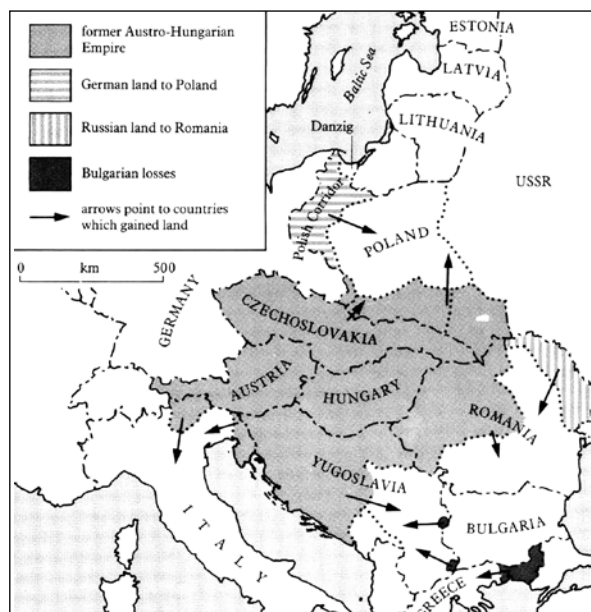 former Austro-Hungarian
Empire
German land to Poland
Russian land to Romania
Bulgarian losses
arrows point to countries
which gained land
0 km 500
ESTONIA
LATVIA
LITHUANIA
Baltic Sea
Danzig
USSR
Polish Corridor
POLAND
GERMANY
CZECHOSLOVAKIA
AUSTRIA
HUNGARY
ROMANIA
YUGOSLAVIA
BULGARIA
ITALY
GREECE